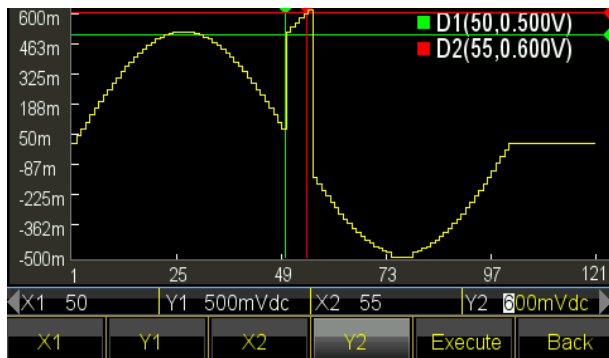 600m
D1(50,0.500V)
463m
D2(55,0.600V)
325m
188m
50m
-87m
-225m
-362m
-500m
1 25 49 73 97 121
X1 50 Y1 500mVdc X2 55 Y2 600mVdc
X1 Y1 X2 Y2 Execute Back